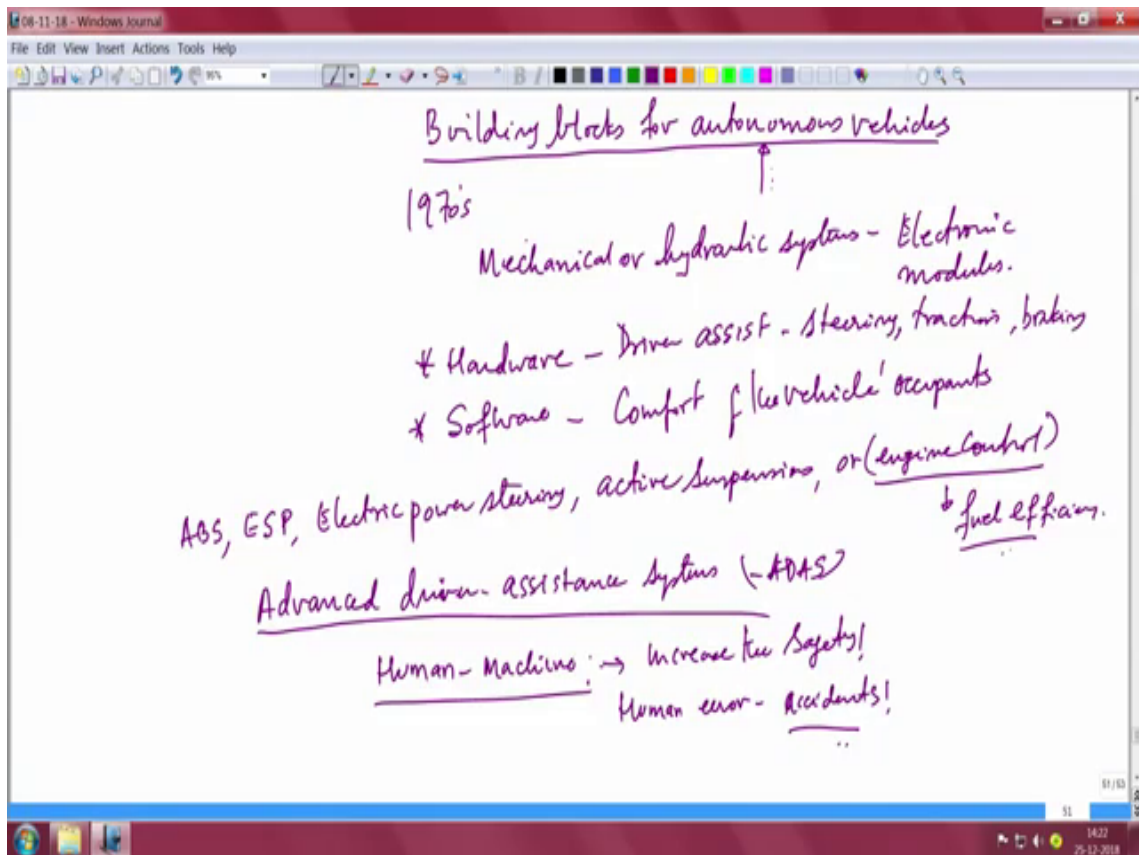 08-11-18 - Windows Journal
File Edit View Insert Actions Tools Help
Building blocks for autonomous vehicles
1970's
Mechanical or hydraulic systems - Electronic
modules.
* Hardware - Driver assist - steering, traction, braking
* Software - Comfort of the vehicle' occupants
ABS, ESP, Electric power steering, active suspension, or (engine control)
fuel efficiency.
Advanced driver-assistance systems (-ADAS)
Human-Machine: → Increase the safety!
Human error - accidents!
51/53
51
14:22
25-12-2018